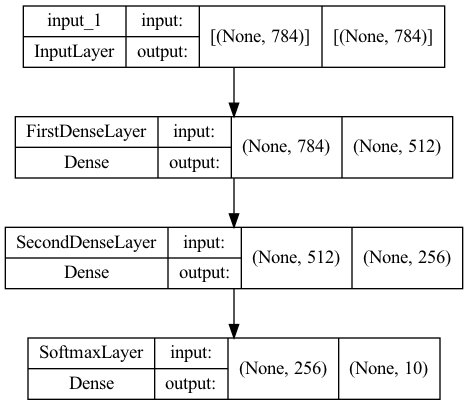 input_1 input: [(None, 784)] [(None, 784)]
InputLayer output:
FirstDenseLayer input: (None, 784) (None, 512)
Dense output:
SecondDenseLayer input: (None, 512) (None, 256)
Dense output:
SoftmaxLayer input: (None, 256) (None, 10)
Dense output: